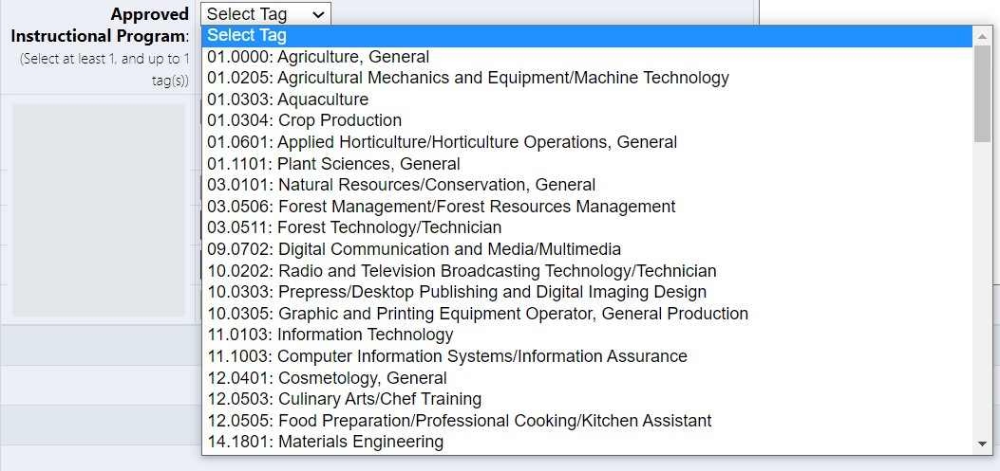 Approved
Instructional Program:
(Select at least 1, and up to 1
tag(s))
Select Tag
Select Tag
01.0000: Agriculture, General
01.0205: Agricultural Mechanics and Equipment/Machine Technology
01.0303: Aquaculture
01.0304: Crop Production
01.0601: Applied Horticulture/Horticulture Operations, General
01.1101: Plant Sciences, General
03.0101: Natural Resources/Conservation, General
03.0506: Forest Management/Forest Resources Management
03.0511: Forest Technology/Technician
09.0702: Digital Communication and Media/Multimedia
10.0202: Radio and Television Broadcasting Technology/Technician
10.0303: Prepress/Desktop Publishing and Digital Imaging Design
10.0305: Graphic and Printing Equipment Operator, General Production
11.0103: Information Technology
11.1003: Computer Information Systems/Information Assurance
12.0401: Cosmetology, General
12.0503: Culinary Arts/Chef Training
12.0505: Food Preparation/Professional Cooking/Kitchen Assistant
14.1801: Materials Engineering